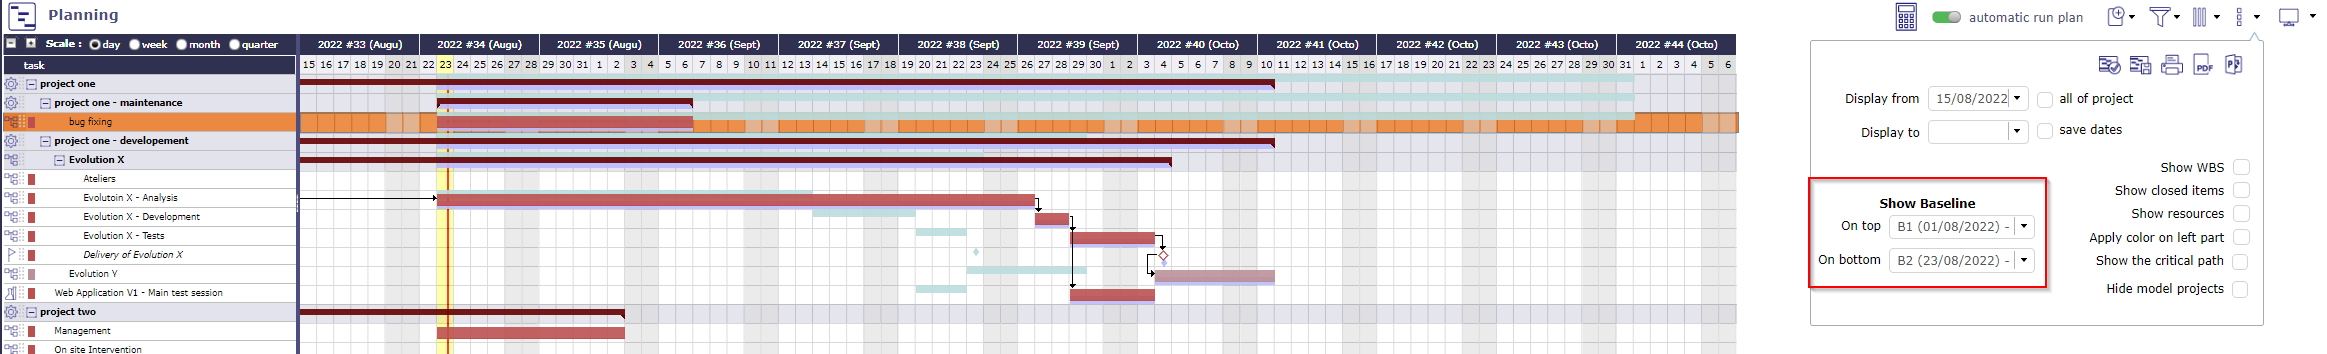 Planning
automatic run plan
Scale : day week month quarter
2022 #33 (Augu) 2022 #34 (Augu) 2022 #35 (Augu) 2022 #36 (Sept) 2022 #37 (Sept) 2022 #38 (Sept) 2022 #39 (Sept) 2022 #40 (Octo) 2022 #41 (Octo) 2022 #42 (Octo) 2022 #43 (Octo) 2022 #44 (Octo)
task
15 16 17 18 19 20 21 22 23 24 25 26 27 28 29 30 31 1 2 3 4 5 6 7 8 9 10 11 12 13 14 15 16 17 18 19 20 21 22 23 24 25 26 27 28 29 30 1 2 3 4 5 6 7 8 9 10 11 12 13 14 15 16 17 18 19 20 21 22 23 24 25 26 27 28 29 30 31 1 2 3 4 5 6
project one
project one - maintenance
bug fixing
project one - developement
Evolution X
Ateliers
Evolutoin X - Analysis
Evolution X - Development
Evolution X - Tests
Delivery of Evolution X
Evolution Y
Web Application V1 - Main test session
project two
Management
On site Intervention
PDF
Display from 15/08/2022 all of project
Display to save dates
Show WBS
Show closed items
Show Baseline
Show resources
On top B1 (01/08/2022) -
Apply color on left part
On bottom B2 (23/08/2022) -
Show the critical path
Hide model projects